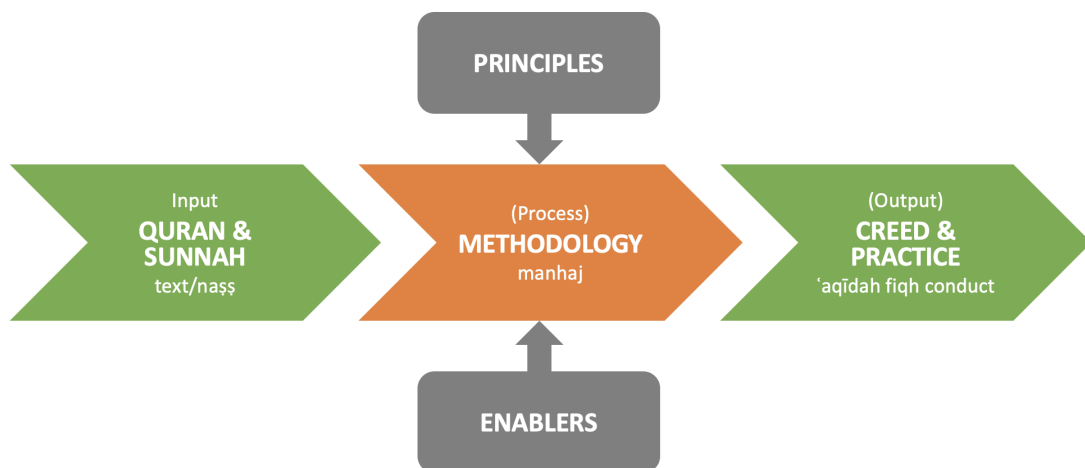 PRINCIPLES
Input
QURAN &
SUNNAH
text/naṣṣ
(Process)
METHODOLOGY
manhaj
(Output)
CREED &
PRACTICE
ʿaqīdah fiqh conduct
ENABLERS